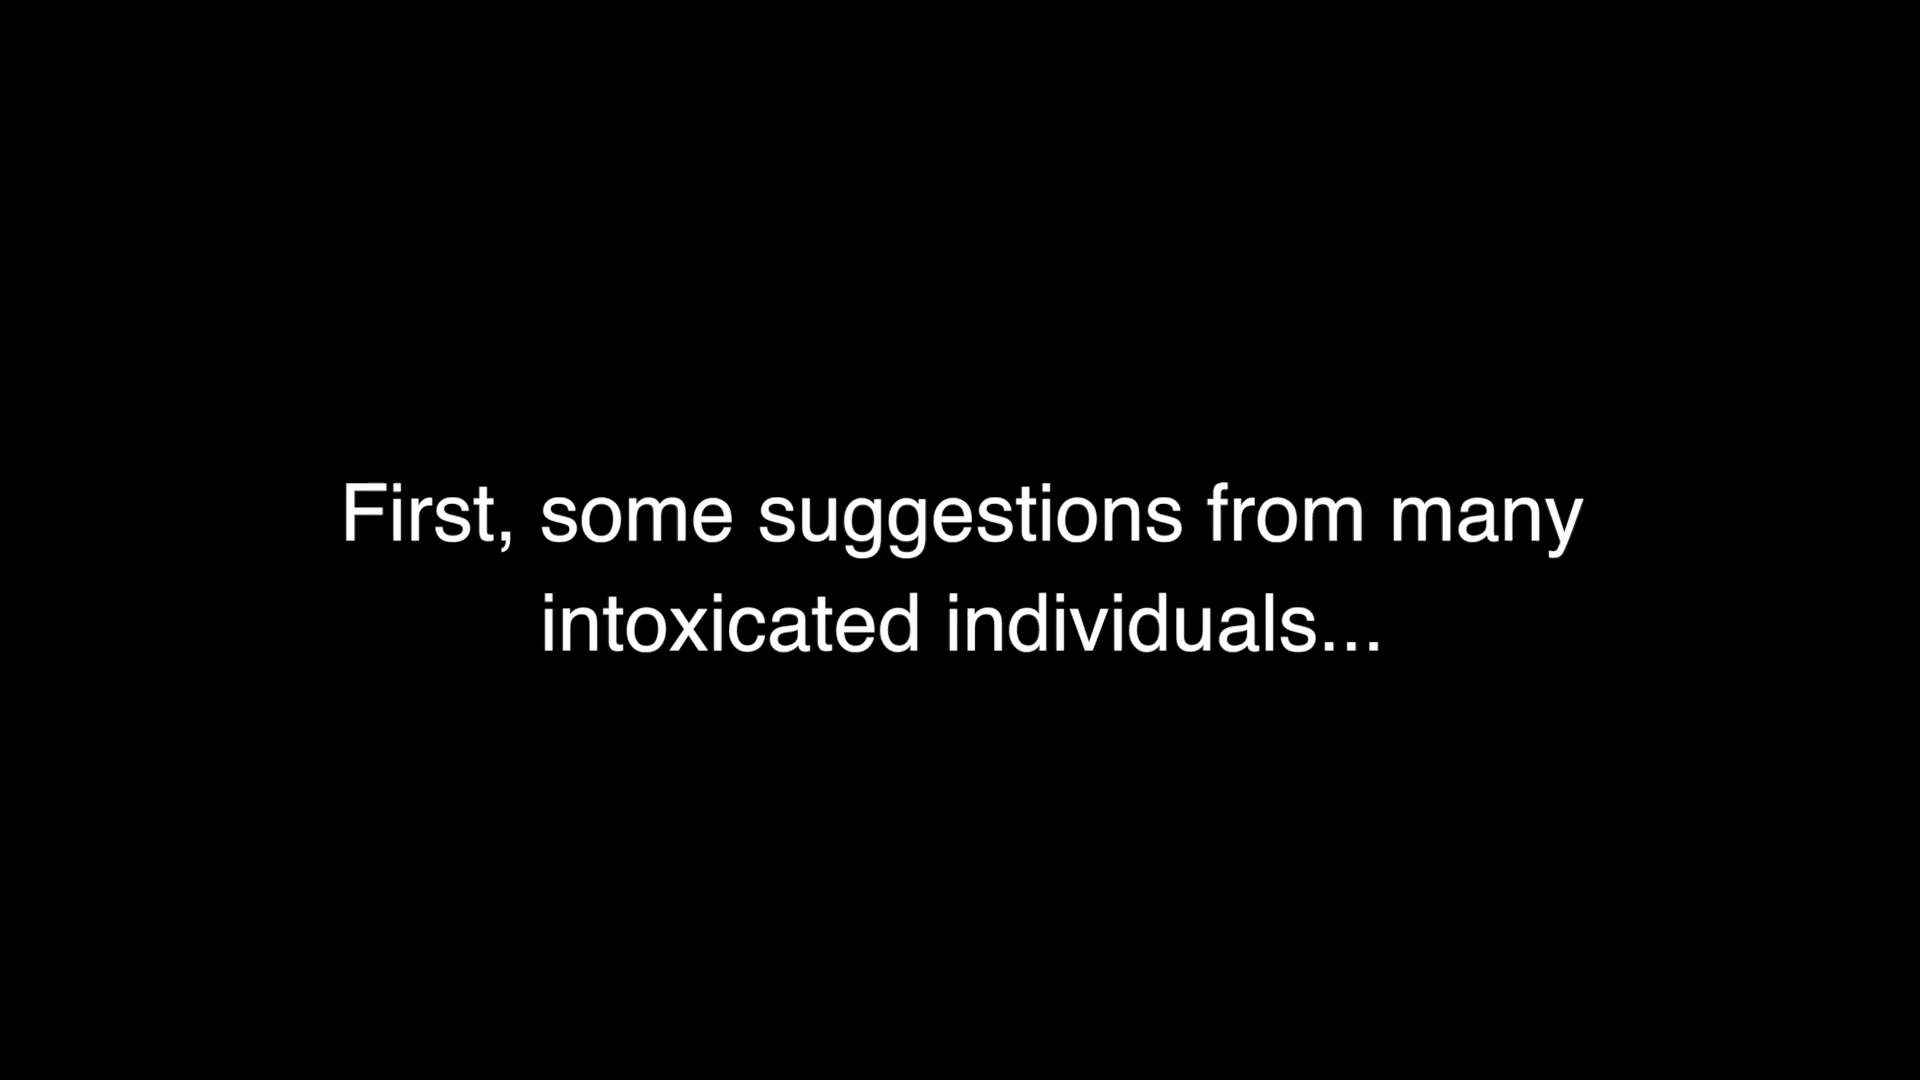 First, some suggestions from many
intoxicated individuals...